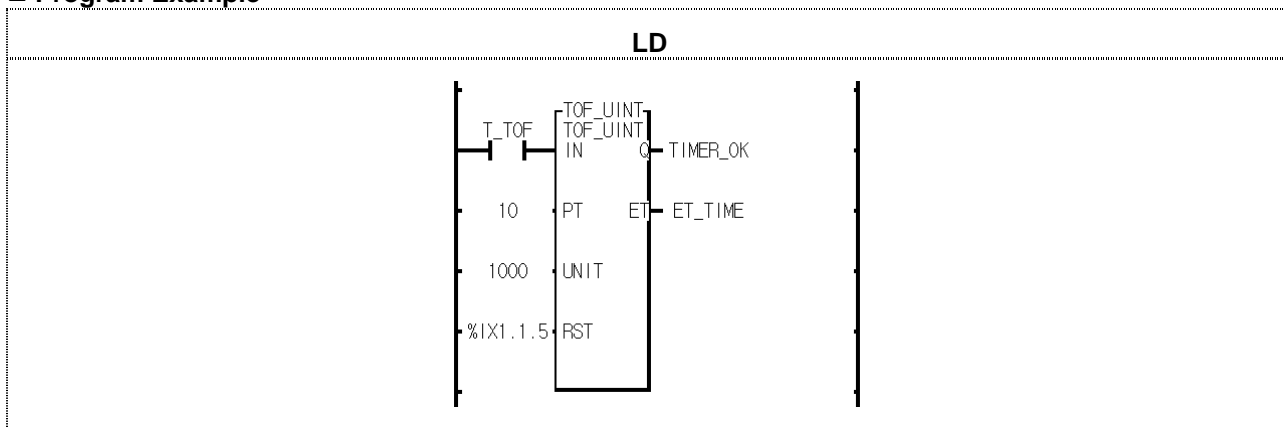 ■ Program Example
LD
TOF_UINT
T_TOF TOF_UINT
IN Q TIMER_OK
10 PT ET ET_TIME
1000 UNIT
%IX1.1.5 RST